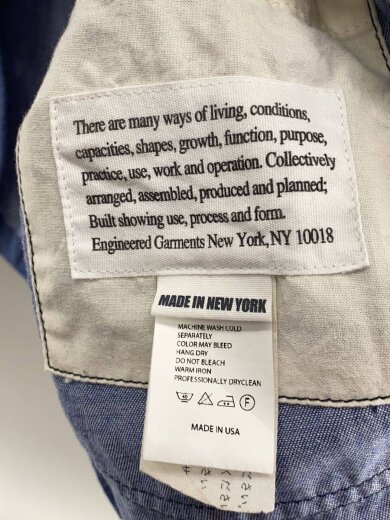 There are many ways of living, conditions,
capacities, shapes, growth, function, purpose,
practice, use, work and operation. Collectively
arranged, assembled, produced and planned;
Built showing use, process and form.
Engineered Garments New York, NY 10018
MADE IN NEW YORK
MACHINE WASH COLD
SEPARATELY
COLOR MAY BLEED
HANG DRY
DO NOT BLEACH
WARM IRON
PROFESSIONALLY DRYCLEAN
MADE IN USA